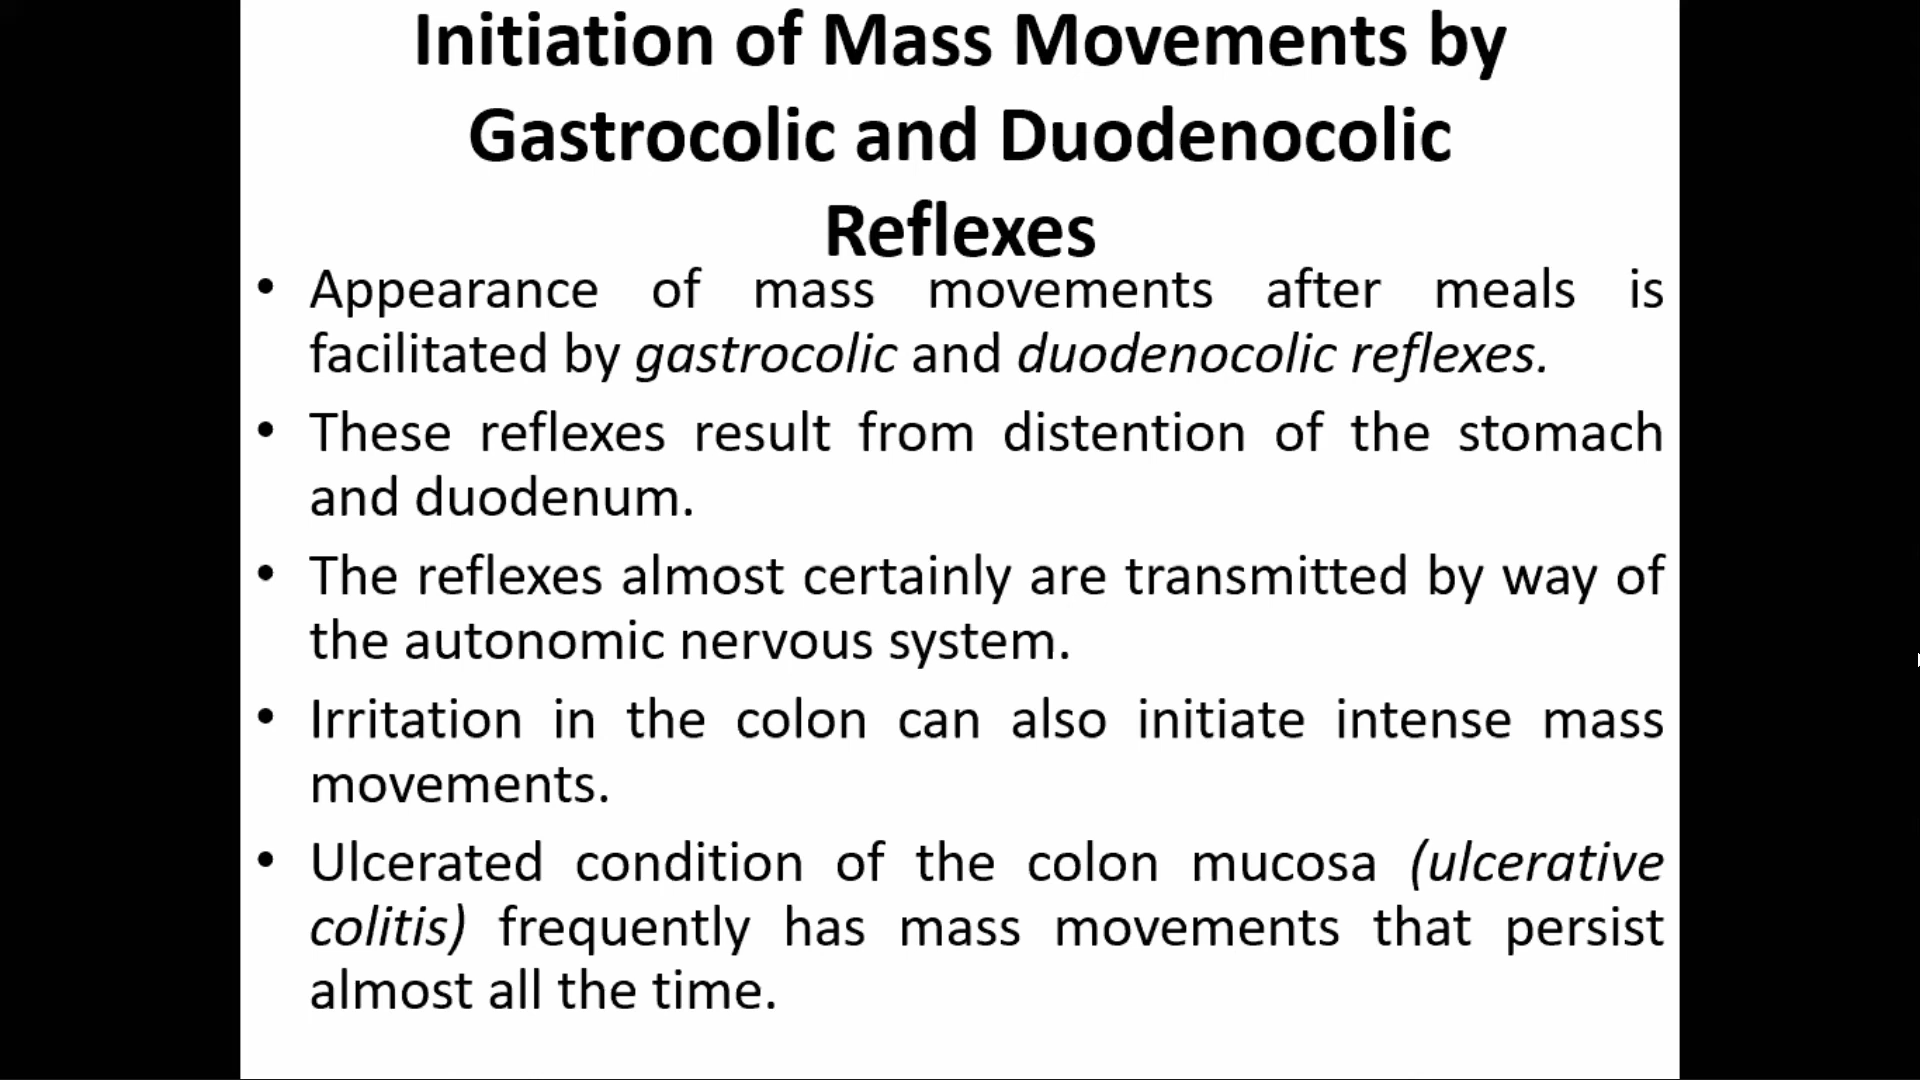 Initiation of Mass Movements by
Gastrocolic and Duodenocolic
Reflexes
• Appearance of mass movements after meals is
facilitated by gastrocolic and duodenocolic reflexes.
• These reflexes result from distention of the stomach
and duodenum.
• The reflexes almost certainly are transmitted by way of
the autonomic nervous system.
• Irritation in the colon can also initiate intense mass
movements.
• Ulcerated condition of the colon mucosa (ulcerative
colitis) frequently has mass movements that persist
almost all the time.